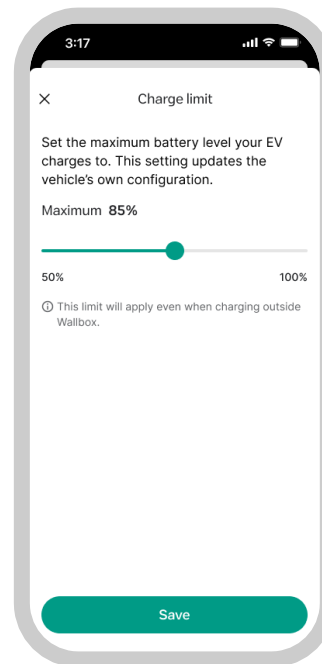 3:17
Charge limit
Set the maximum battery level your EV
charges to. This setting updates the
vehicle's own configuration.
Maximum 85%
50% 100%
This limit will apply even when charging outside
Wallbox.
Save